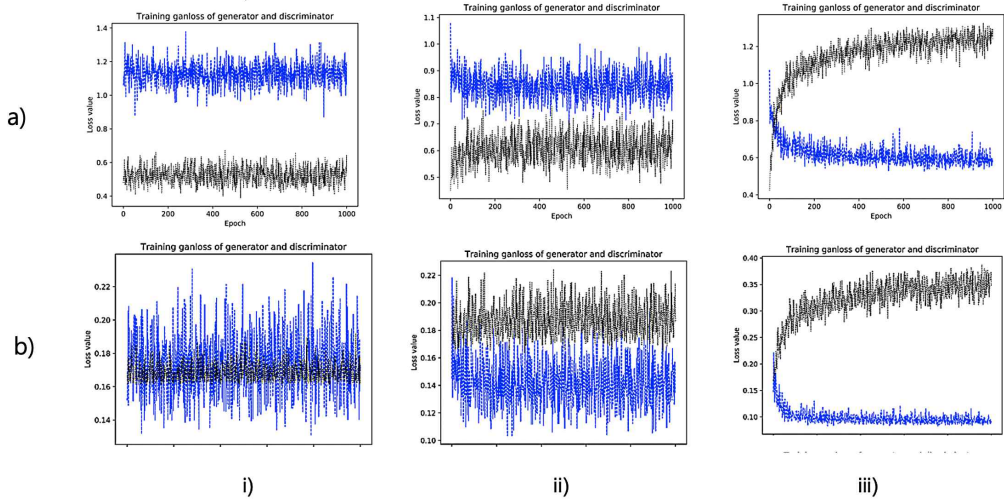 Training ganloss of generator and discriminator
Training ganloss of generator and discriminator
Training ganloss of generator and discriminator
a)
Loss value
1.4
1.2
1.0
0.8
0.6
0.4
0 200 400 600 800 1000
Epoch
Loss value
1.1
1.0
0.9
0.8
0.7
0.6
0.5
0.4
0 200 400 600 800 1000
Epoch
Loss value
1.2
1.0
0.8
0.6
0.4
0 200 400 600 800 1000
Epoch
Training ganloss of generator and discriminator
Training ganloss of generator and discriminator
Training ganloss of generator and discriminator
b)
Loss value
0.22
0.20
0.18
0.16
0.14
Loss value
0.22
0.20
0.18
0.16
0.14
0.12
0.10
Loss value
0.40
0.35
0.30
0.25
0.20
0.15
0.10
i)
ii)
iii)